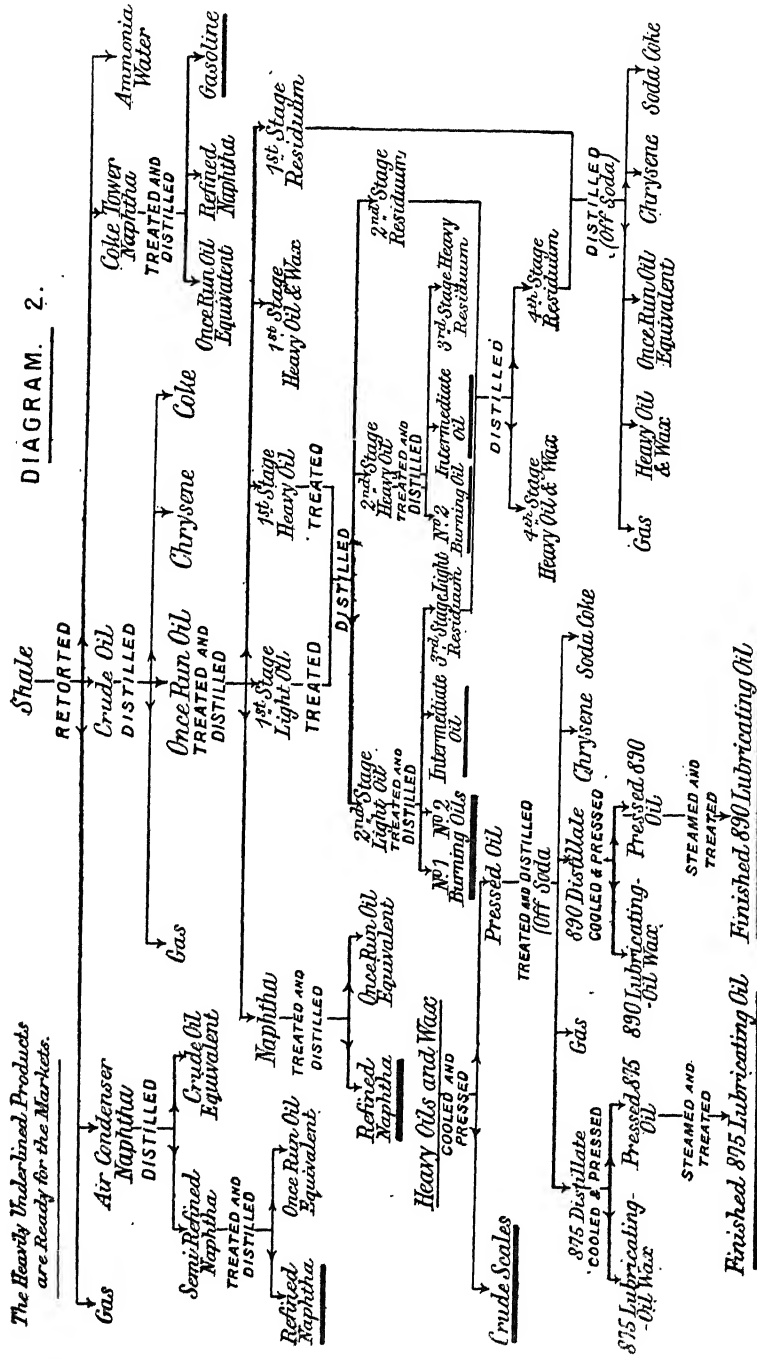 DIAGRAM. 2.
The Heavily Underlined Products
are Ready for the Markets.
Shale
RETORTED
Gas
Air Condenser
Naphtha
DISTILLED
Crude Oil
DISTILLED
Coke Tower
Naphtha
TREATED AND
DISTILLED
Ammonia
Water
Semi-Refined
Naphtha
TREATED AND
DISTILLED
Crude Oil
Equivalent
Refined
Naphtha
Once Run Oil
Equivalent
Gas
Once Run Oil
TREATED AND
DISTILLED
Chrysene
Coke
Once Run Oil
Equivalent
Refined
Naphtha
Gasoline
Naphtha
TREATED AND
DISTILLED
1st Stage
Light Oil
TREATED
1st Stage
Heavy Oil
TREATED
1st Stage
Heavy Oil & Wax
1st Stage
Residuum
Refined
Naphtha
Once Run Oil
Equivalent
DISTILLED
2nd Stage
Light Oil
TREATED AND
DISTILLED
2nd Stage
Heavy Oil
TREATED AND
DISTILLED
2nd Stage
Residuum
No 1 No 2
Burning Oils
Intermediate
Oil
3rd Stage Light
Residuum
No 2
Burning Oil
Intermediate
Oil
3rd Stage Heavy
Residuum
DISTILLED
4th Stage
Heavy Oil & Wax
4th Stage
Residuum
DISTILLED
(Off Soda)
Gas
Heavy Oil
& Wax
Once Run Oil
Equivalent
Chrysene
Soda Coke
Heavy Oils and Wax
COOLED AND
PRESSED
Crude Scales
Pressed Oil
TREATED AND DISTILLED
(Off Soda
875 Distillate
COOLED & PRESSED
Gas
890 Distillate
COOLED & PRESSED
Chrysene
Soda Coke
875 Lubricating-
-Oil Wax
Pressed 875
Oil
890 Lubricating-
-Oil Wax
Pressed 890
Oil
STEAMED AND
TREATED
STEAMED AND
TREATED
Finished 875 Lubricating Oil
Finished 890 Lubricating Oil